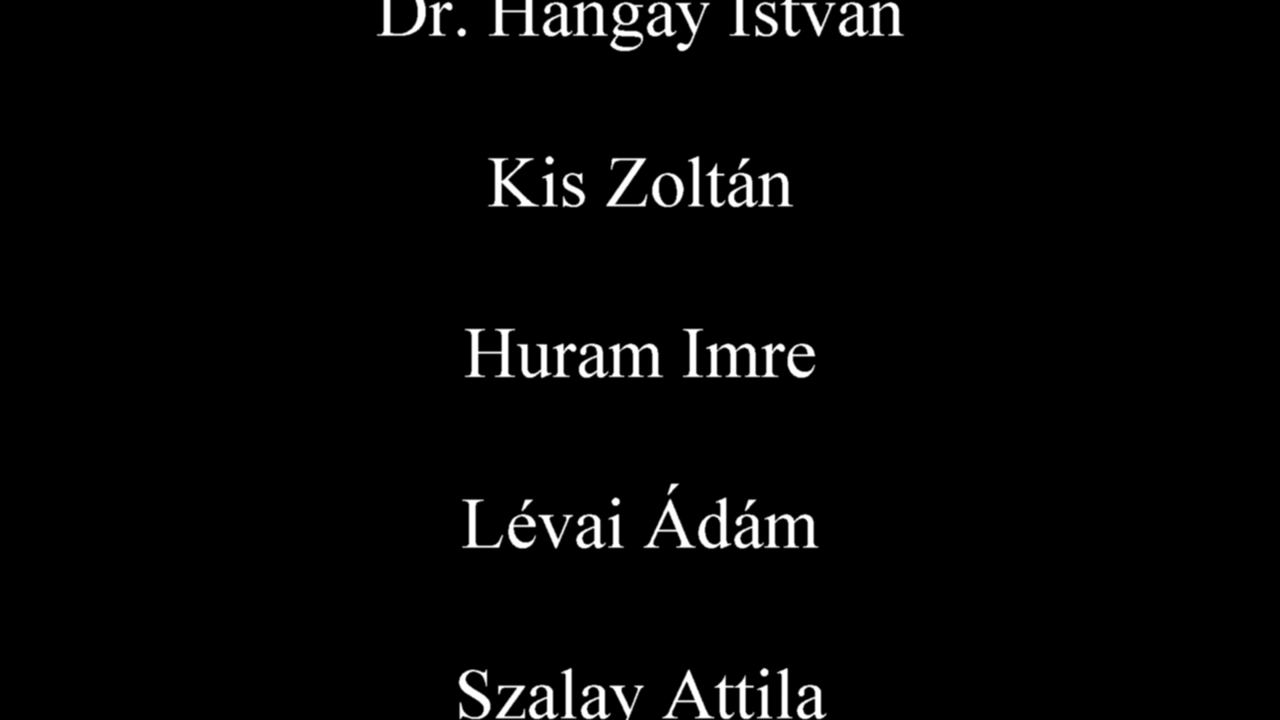 Dr. Hangay István
Kis Zoltán
Huram Imre
Lévai Ádám
Szalay Attila